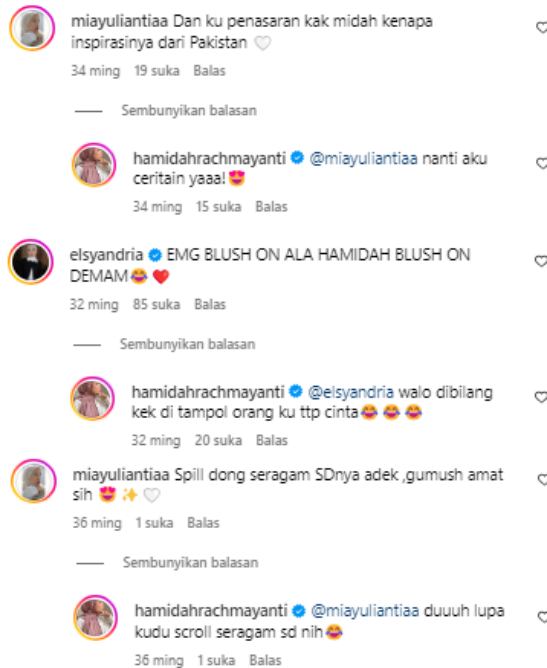 miayuliantiaa Dan ku penasaran kak midah kenapa
inspirasinya dari Pakistan 🤍
34 ming 19 suka Balas
Sembunyikan balasan
hamidahrachmayanti @miayuliantiaa nanti aku
ceritain yaaa!😍
34 ming 15 suka Balas
elsyandria EMG BLUSH ON ALA HAMIDAH BLUSH ON
DEMAM😂❤️
32 ming 85 suka Balas
Sembunyikan balasan
hamidahrachmayanti @elsyandria walo dibilang
kek di tampol orang ku ttp cinta😂😂😂
32 ming 20 suka Balas
miayuliantiaa Spill dong seragam SDnya adek ,gumush amat
sih 😍✨🤍
36 ming 1 suka Balas
Sembunyikan balasan
hamidahrachmayanti @miayuliantiaa duuuh lupa
kudu scroll seragam sd nih😂
36 ming 1 suka Balas